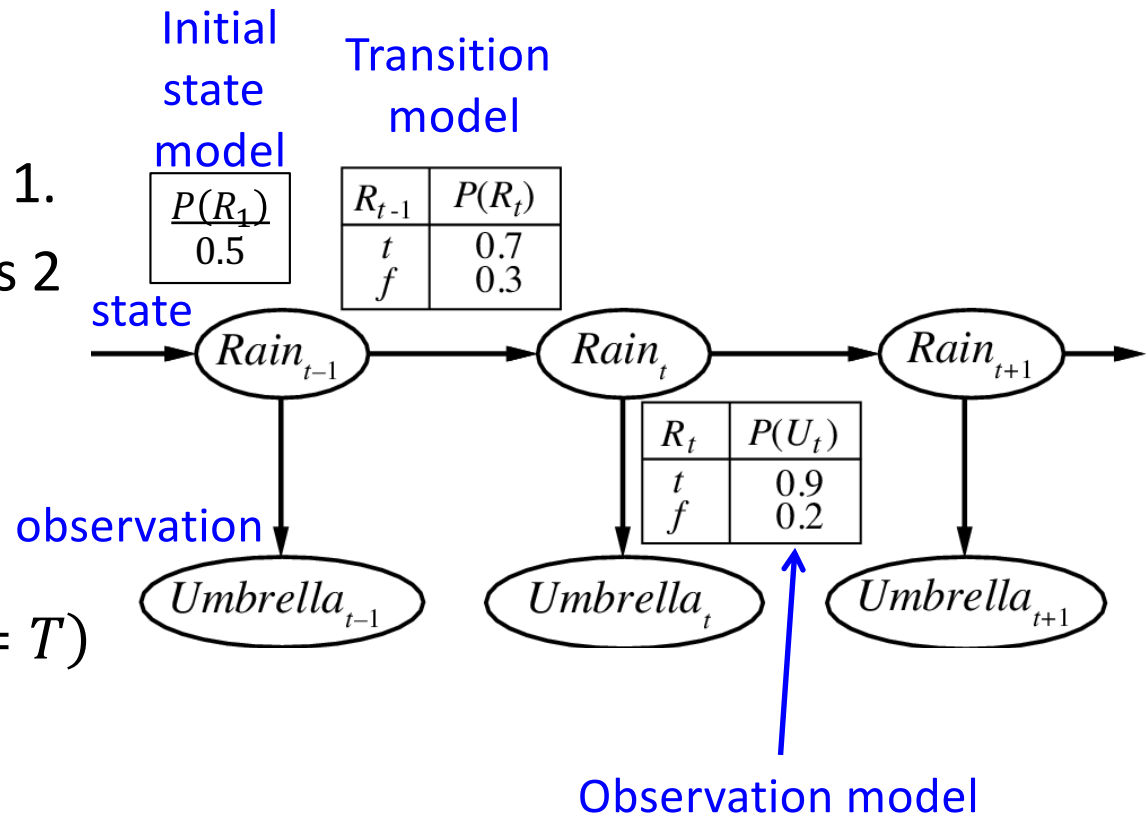 Initial
state
model
Transition
model
1.
s 2
P(R₁)
0.5
Rₜ₋₁ P(Rₜ)
t 0.7
f 0.3
state
Rainₜ₋₁
Rainₜ
Rainₜ₊₁
Rₜ P(Uₜ)
t 0.9
f 0.2
observation
Umbrellaₜ₋₁
Umbrellaₜ
Umbrellaₜ₊₁
= T)
Observation model